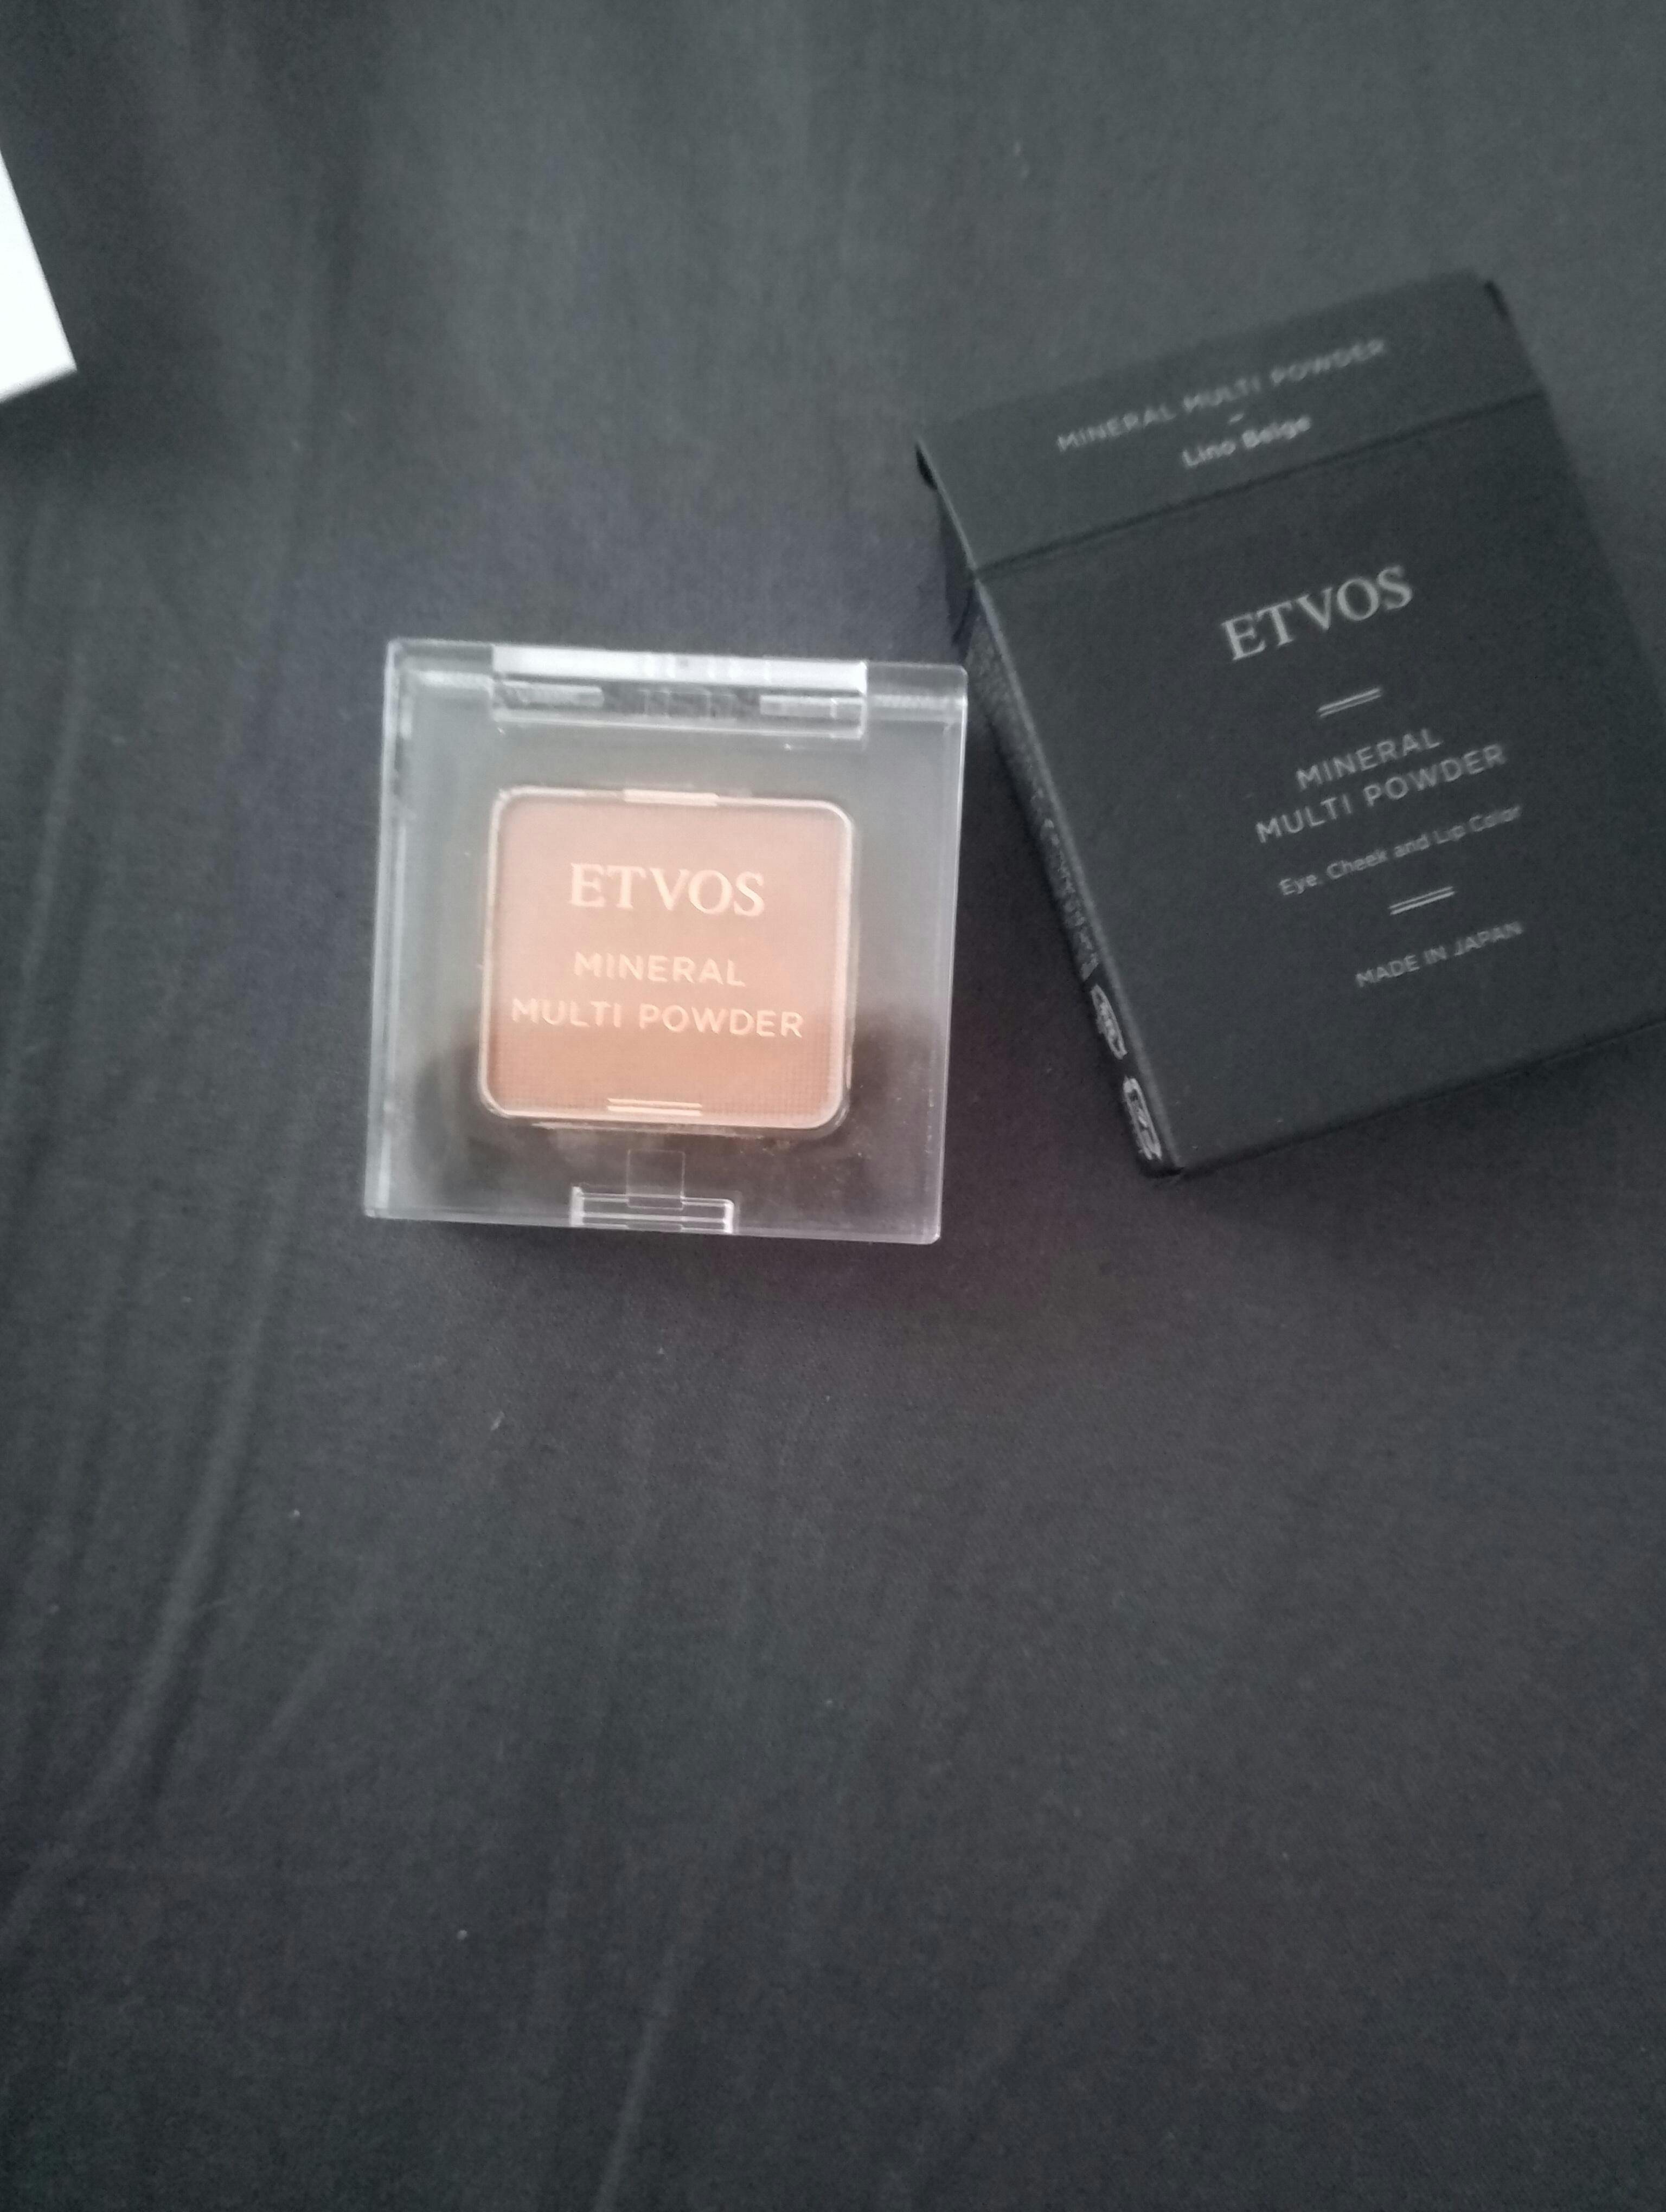 ETVOS
MINERAL
MULTI POWDER
MINERAL MULTI POWDER
Lino Beige
ETVOS
MINERAL
MULTI POWDER
Eye, Cheek and Lip Color
MADE IN JAPAN